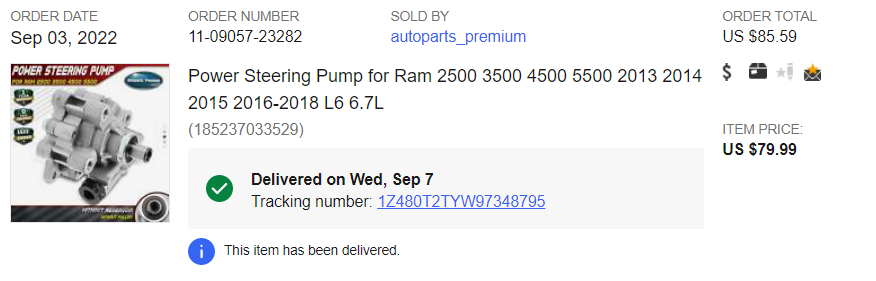 ORDER DATE
Sep 03, 2022
ORDER NUMBER
11-09057-23282
SOLD BY
autoparts_premium
ORDER TOTAL
US $85.59
POWER STEERING PUMP
FOR RAM 2500 3500 4500 5500
Power Steering Pump for Ram 2500 3500 4500 5500 2013 2014
2015 2016-2018 L6 6.7L
(185237033529)
ITEM PRICE:
US $79.99
Delivered on Wed, Sep 7
Tracking number: 1Z480T2TYW97348795
This item has been delivered.